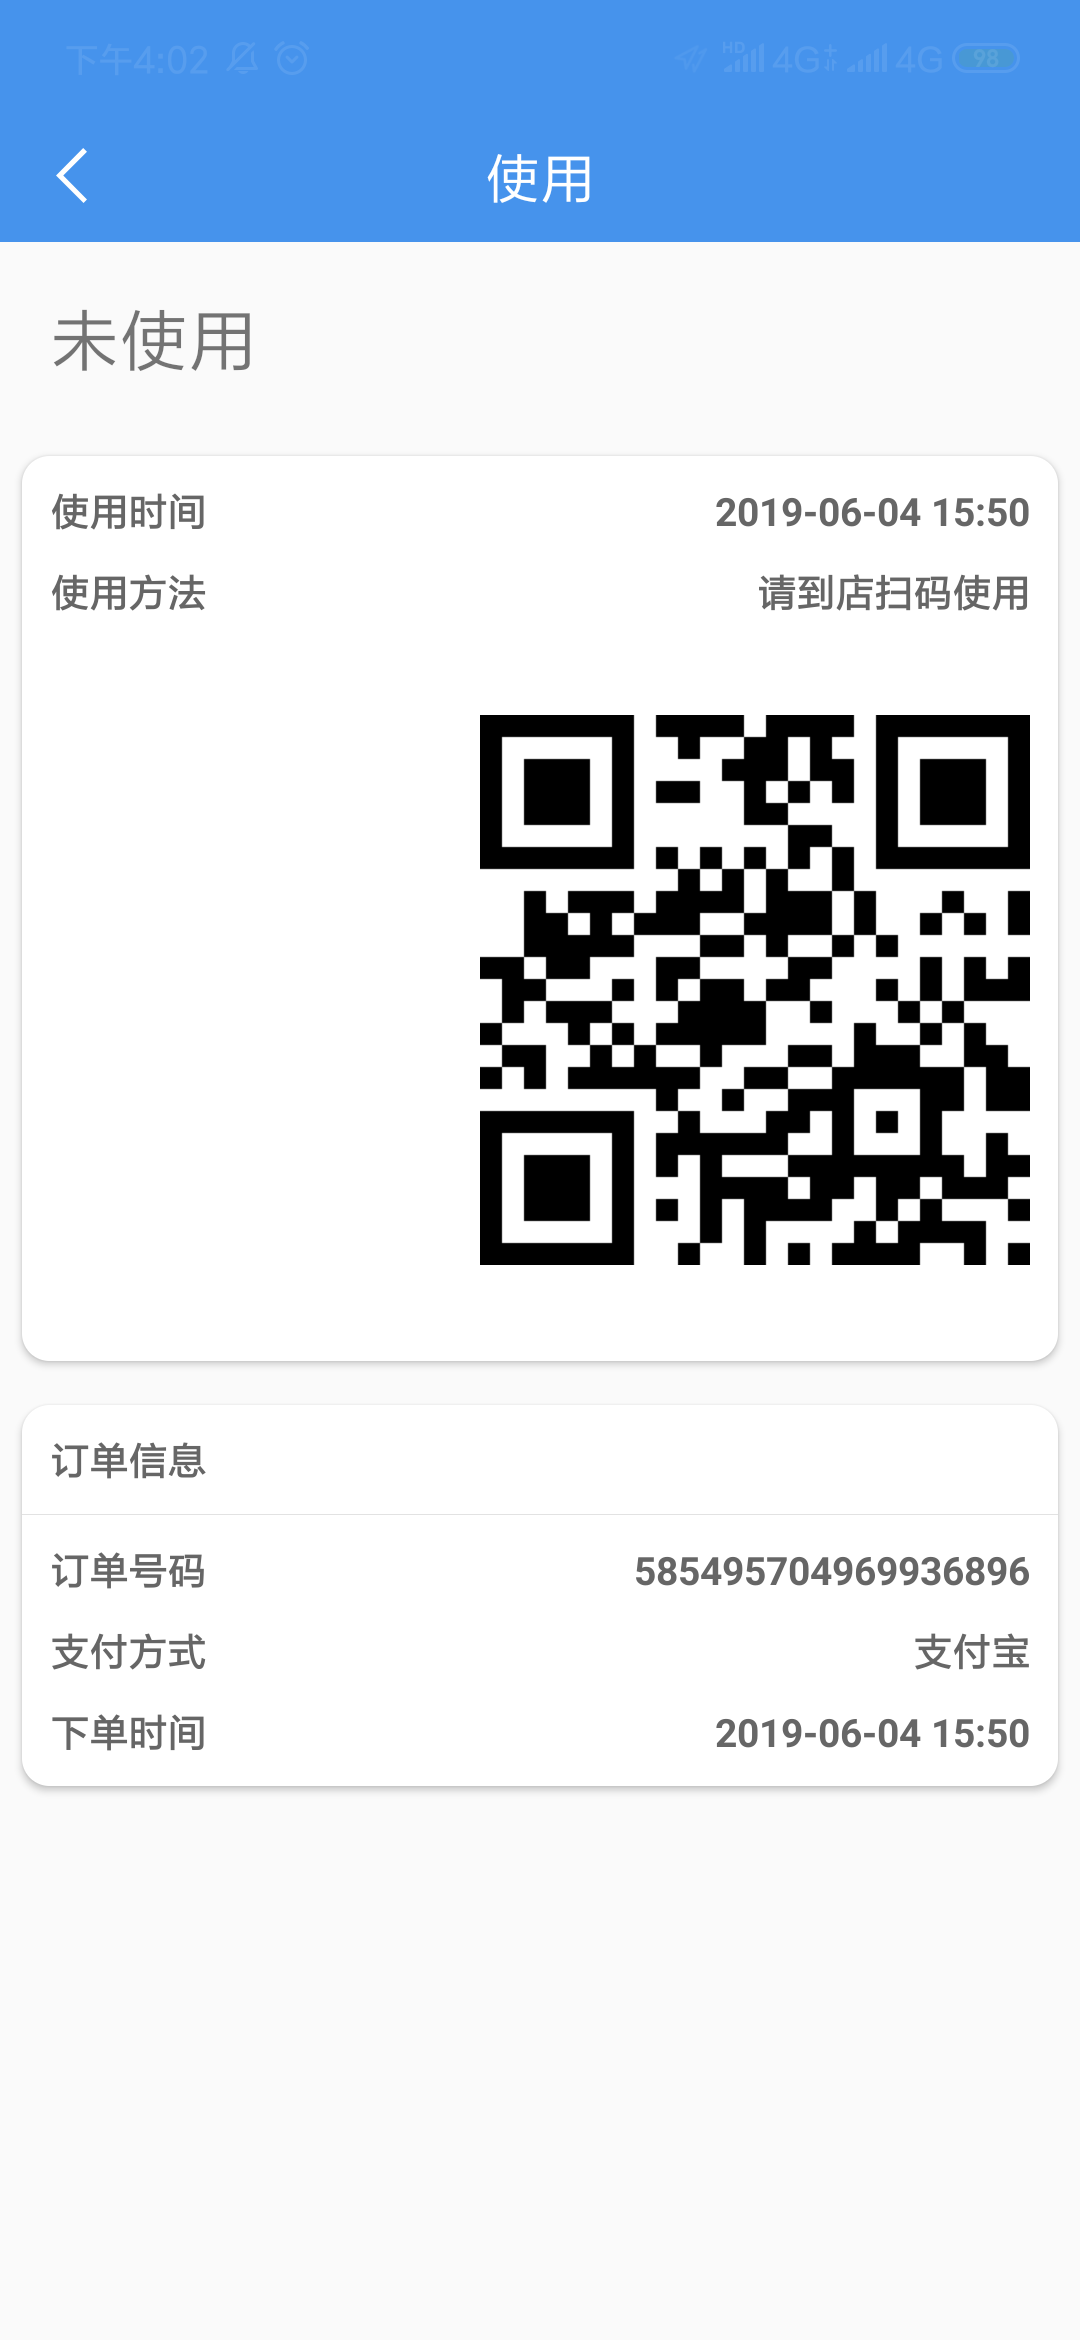 下午4:02 HD 4G 4G 98
使用
未使用
使用时间 2019-06-04 15:50
使用方法 请到店扫码使用
订单信息
订单号码 585495704969936896
支付方式 支付宝
下单时间 2019-06-04 15:50